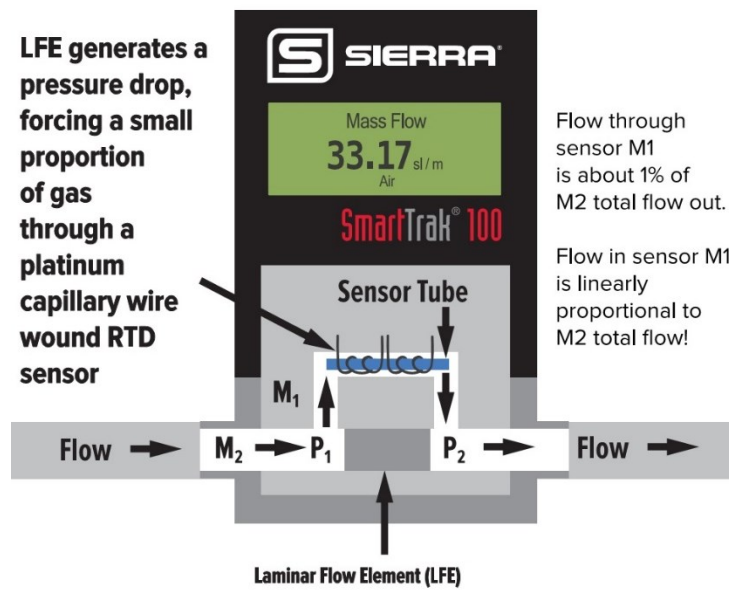 LFE generates a
pressure drop,
forcing a small
proportion
of gas
through a
platinum
capillary wire
wound RTD
sensor
S SIERRA®
Mass Flow
33.17 sl / m
Air
SmartTrak® 100
Flow through
sensor M1
is about 1% of
M2 total flow out.
Flow in sensor M1
is linearly
proportional to
M2 total flow!
Sensor Tube
M₁
Flow
M₂
P₁
P₂
Flow
Laminar Flow Element (LFE)